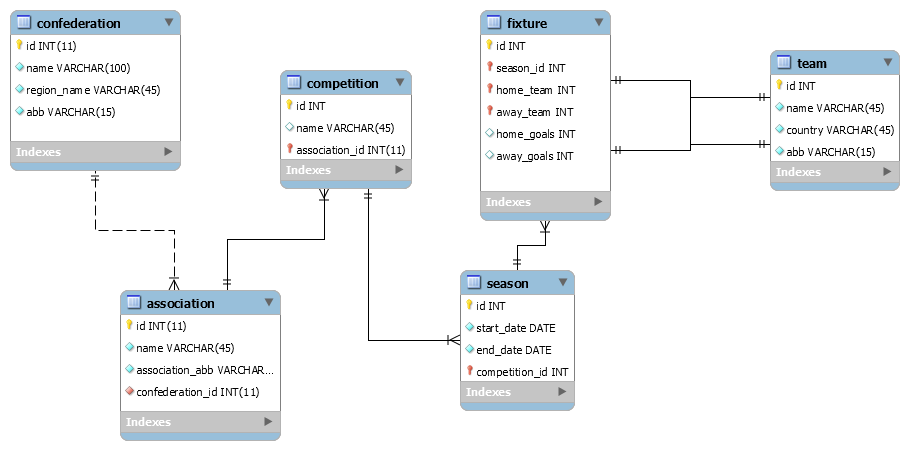 confederation
id INT(11)
name VARCHAR(100)
region_name VARCHAR(45)
abb VARCHAR(15)
Indexes
competition
id INT
name VARCHAR(45)
association_id INT(11)
Indexes
fixture
id INT
season_id INT
home_team INT
away_team INT
home_goals INT
away_goals INT
Indexes
team
id INT
name VARCHAR(45)
country VARCHAR(45)
abb VARCHAR(15)
Indexes
association
id INT(11)
name VARCHAR(45)
association_abb VARCHAR...
confederation_id INT(11)
Indexes
season
id INT
start_date DATE
end_date DATE
competition_id INT
Indexes